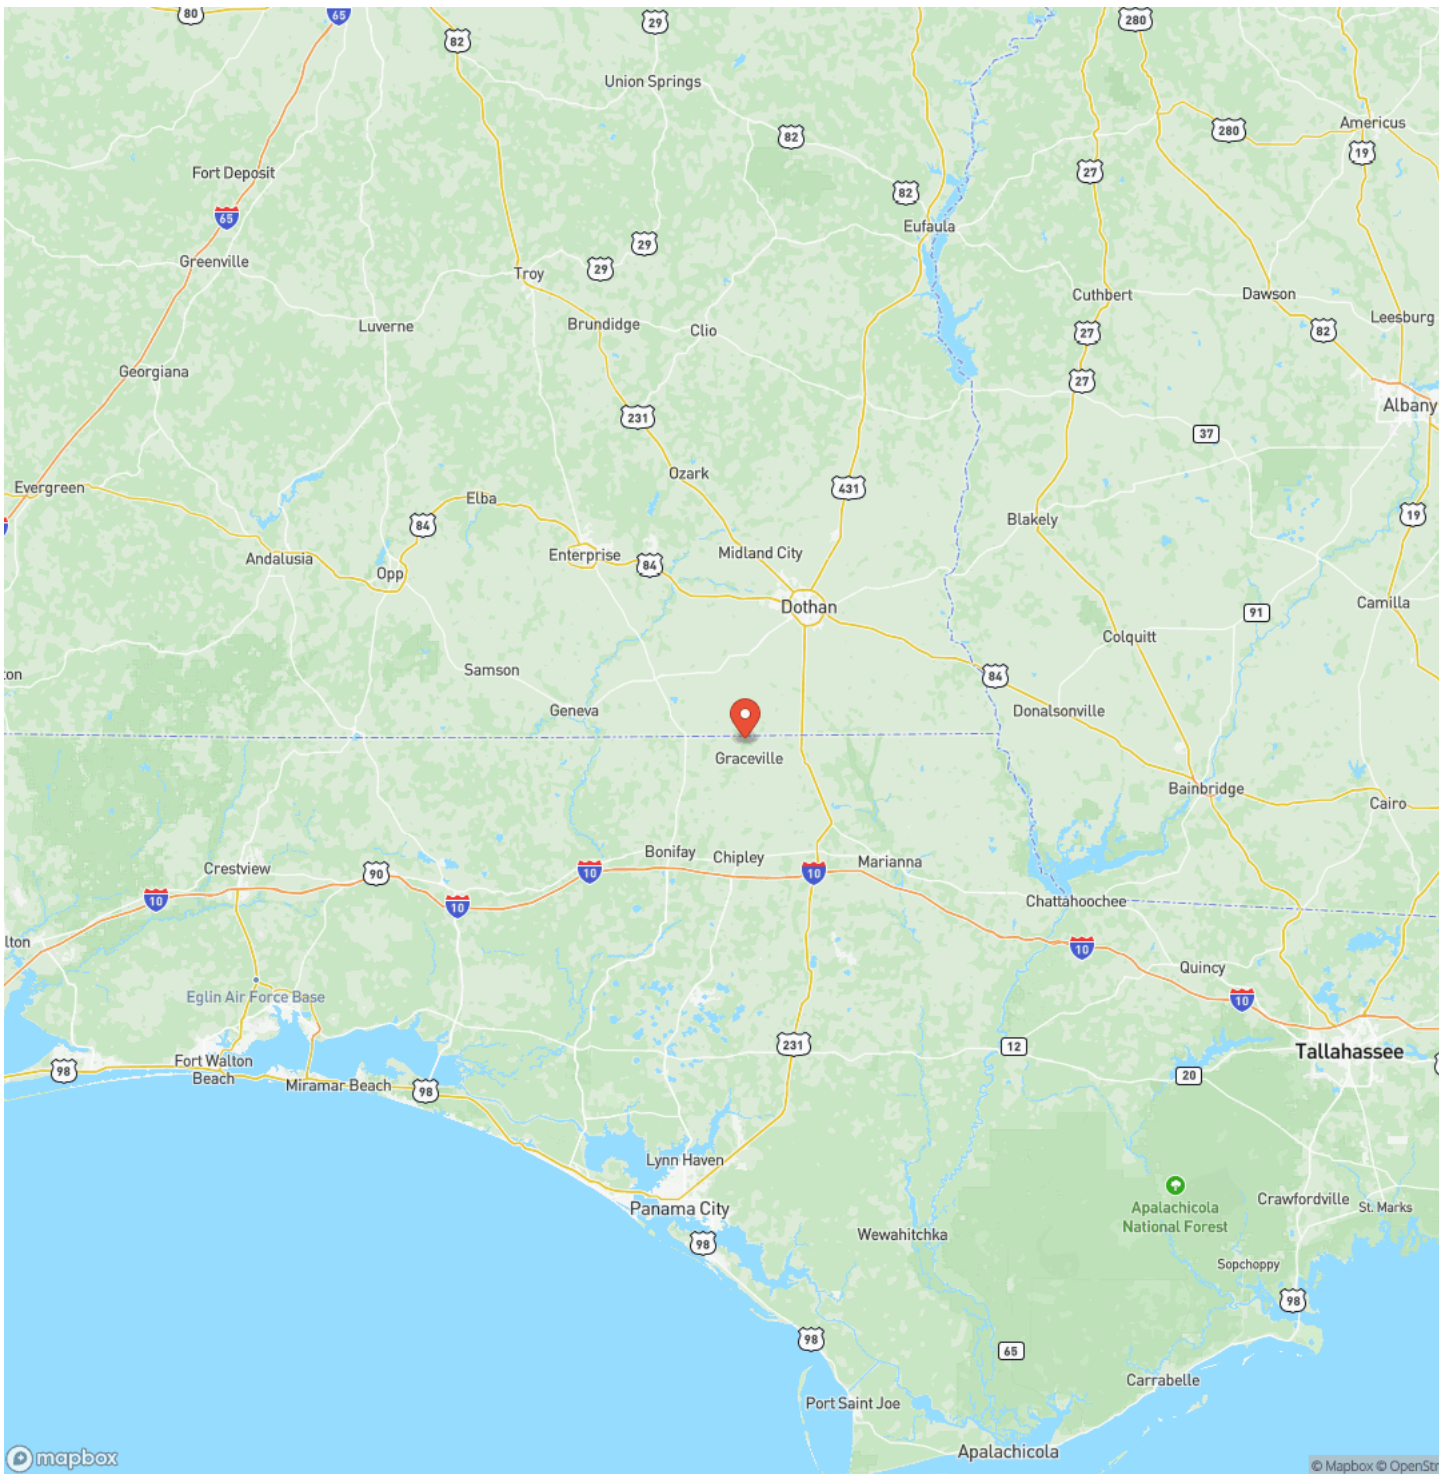 80
65
29
280
82
Union Springs
82
280
Americus
19
Fort Deposit
27
82
65
Eufaula
29
29
Greenville
Troy
Cuthbert
Dawson
Leesburg
Luverne
Brundidge
Clio
27
82
Georgiana
27
Albany
231
37
Ozark
Evergreen
Elba
431
19
84
Blakely
Andalusia
Enterprise
84
Midland City
Opp
Dothan
91
Camilla
Colquitt
ton
Samson
84
Geneva
Donalsonville
Graceville
Bainbridge
Cairo
Bonifay
Chipley
Marianna
Crestview
90
10
10
10
10
Chattahoochee
lton
10
Quincy
Eglin Air Force Base
10
231
12
Tallahassee
98
Fort Walton
Beach
Miramar Beach
98
20
Lynn Haven
Panama City
Apalachicola
National Forest
Crawfordville
St. Marks
98
Wewahitchka
Sopchoppy
98
98
65
Carrabelle
Port Saint Joe
Apalachicola
mapbox
© Mapbox © OpenStr